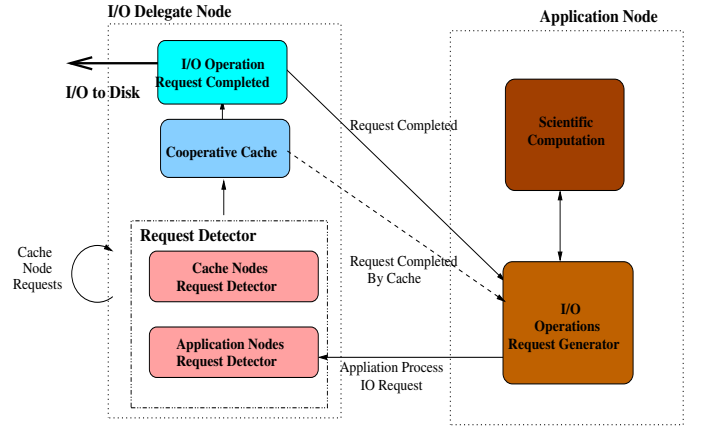 I/O Delegate Node
Application Node
I/O Operation
Request Completed
I/O to Disk
Cooperative Cache
Request Completed
Scientific
Computation
Request Detector
Cache
Node
Requests
Cache Nodes
Request Detector
Request Completed
By Cache
I/O
Operations
Request Generator
Application Nodes
Request Detector
Appliation Process
IO Request